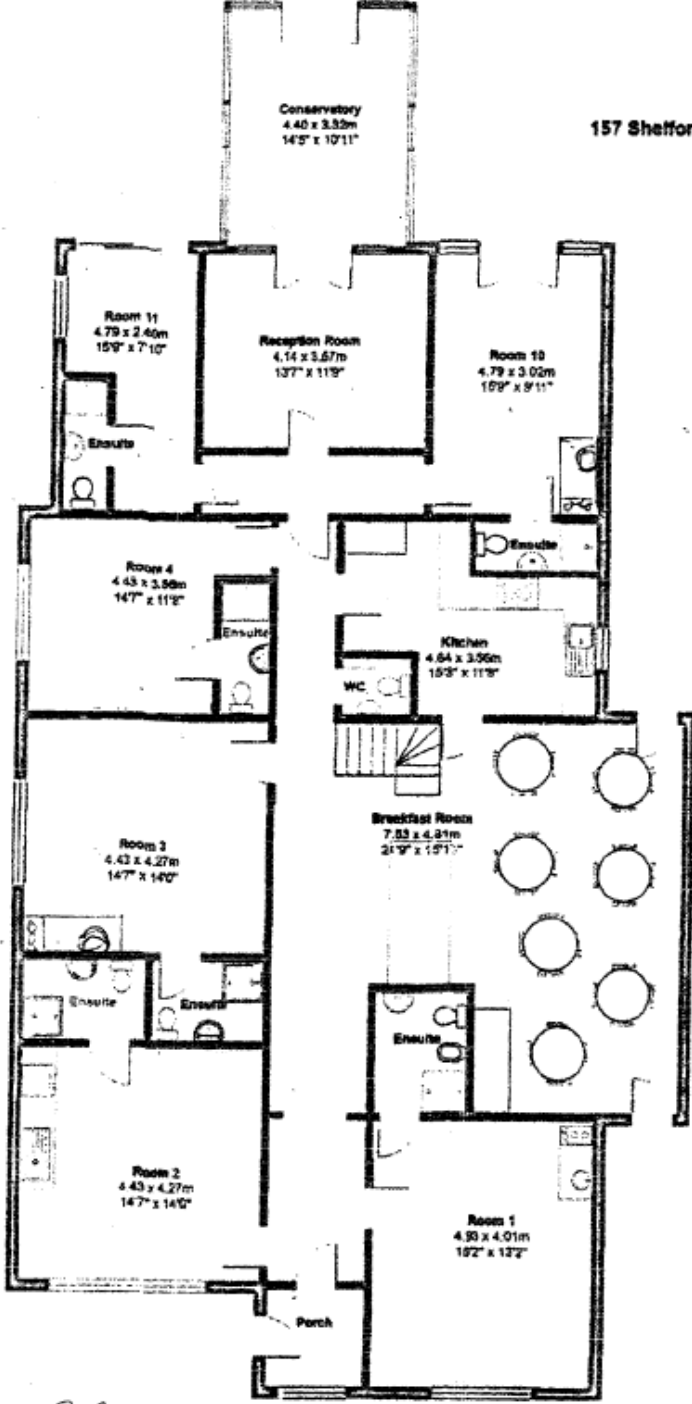 Conservatory
4.40 x 3.32m
14'5" x 10'11"
157 Shelfor
Room 11
4.79 x 2.40m
15'9" x 7'10"
Reception Room
4.14 x 3.57m
13'7" x 11'9"
Room 10
4.79 x 3.02m
15'9" x 9'11"
Ensuite
Ensuite
Room 4
4.43 x 3.56m
14'7" x 11'8"
Ensuite
Kitchen
4.64 x 3.56m
15'3" x 11'8"
WC
Breakfast Room
7.53 x 4.81m
Room 3
4.43 x 4.27m
14'7" x 14'0"
Ensuite
Ensuite
Ensuite
Room 2
4.43 x 4.27m
14'7" x 14'0"
Room 1
4.93 x 4.01m
16'2" x 13'2"
Porch